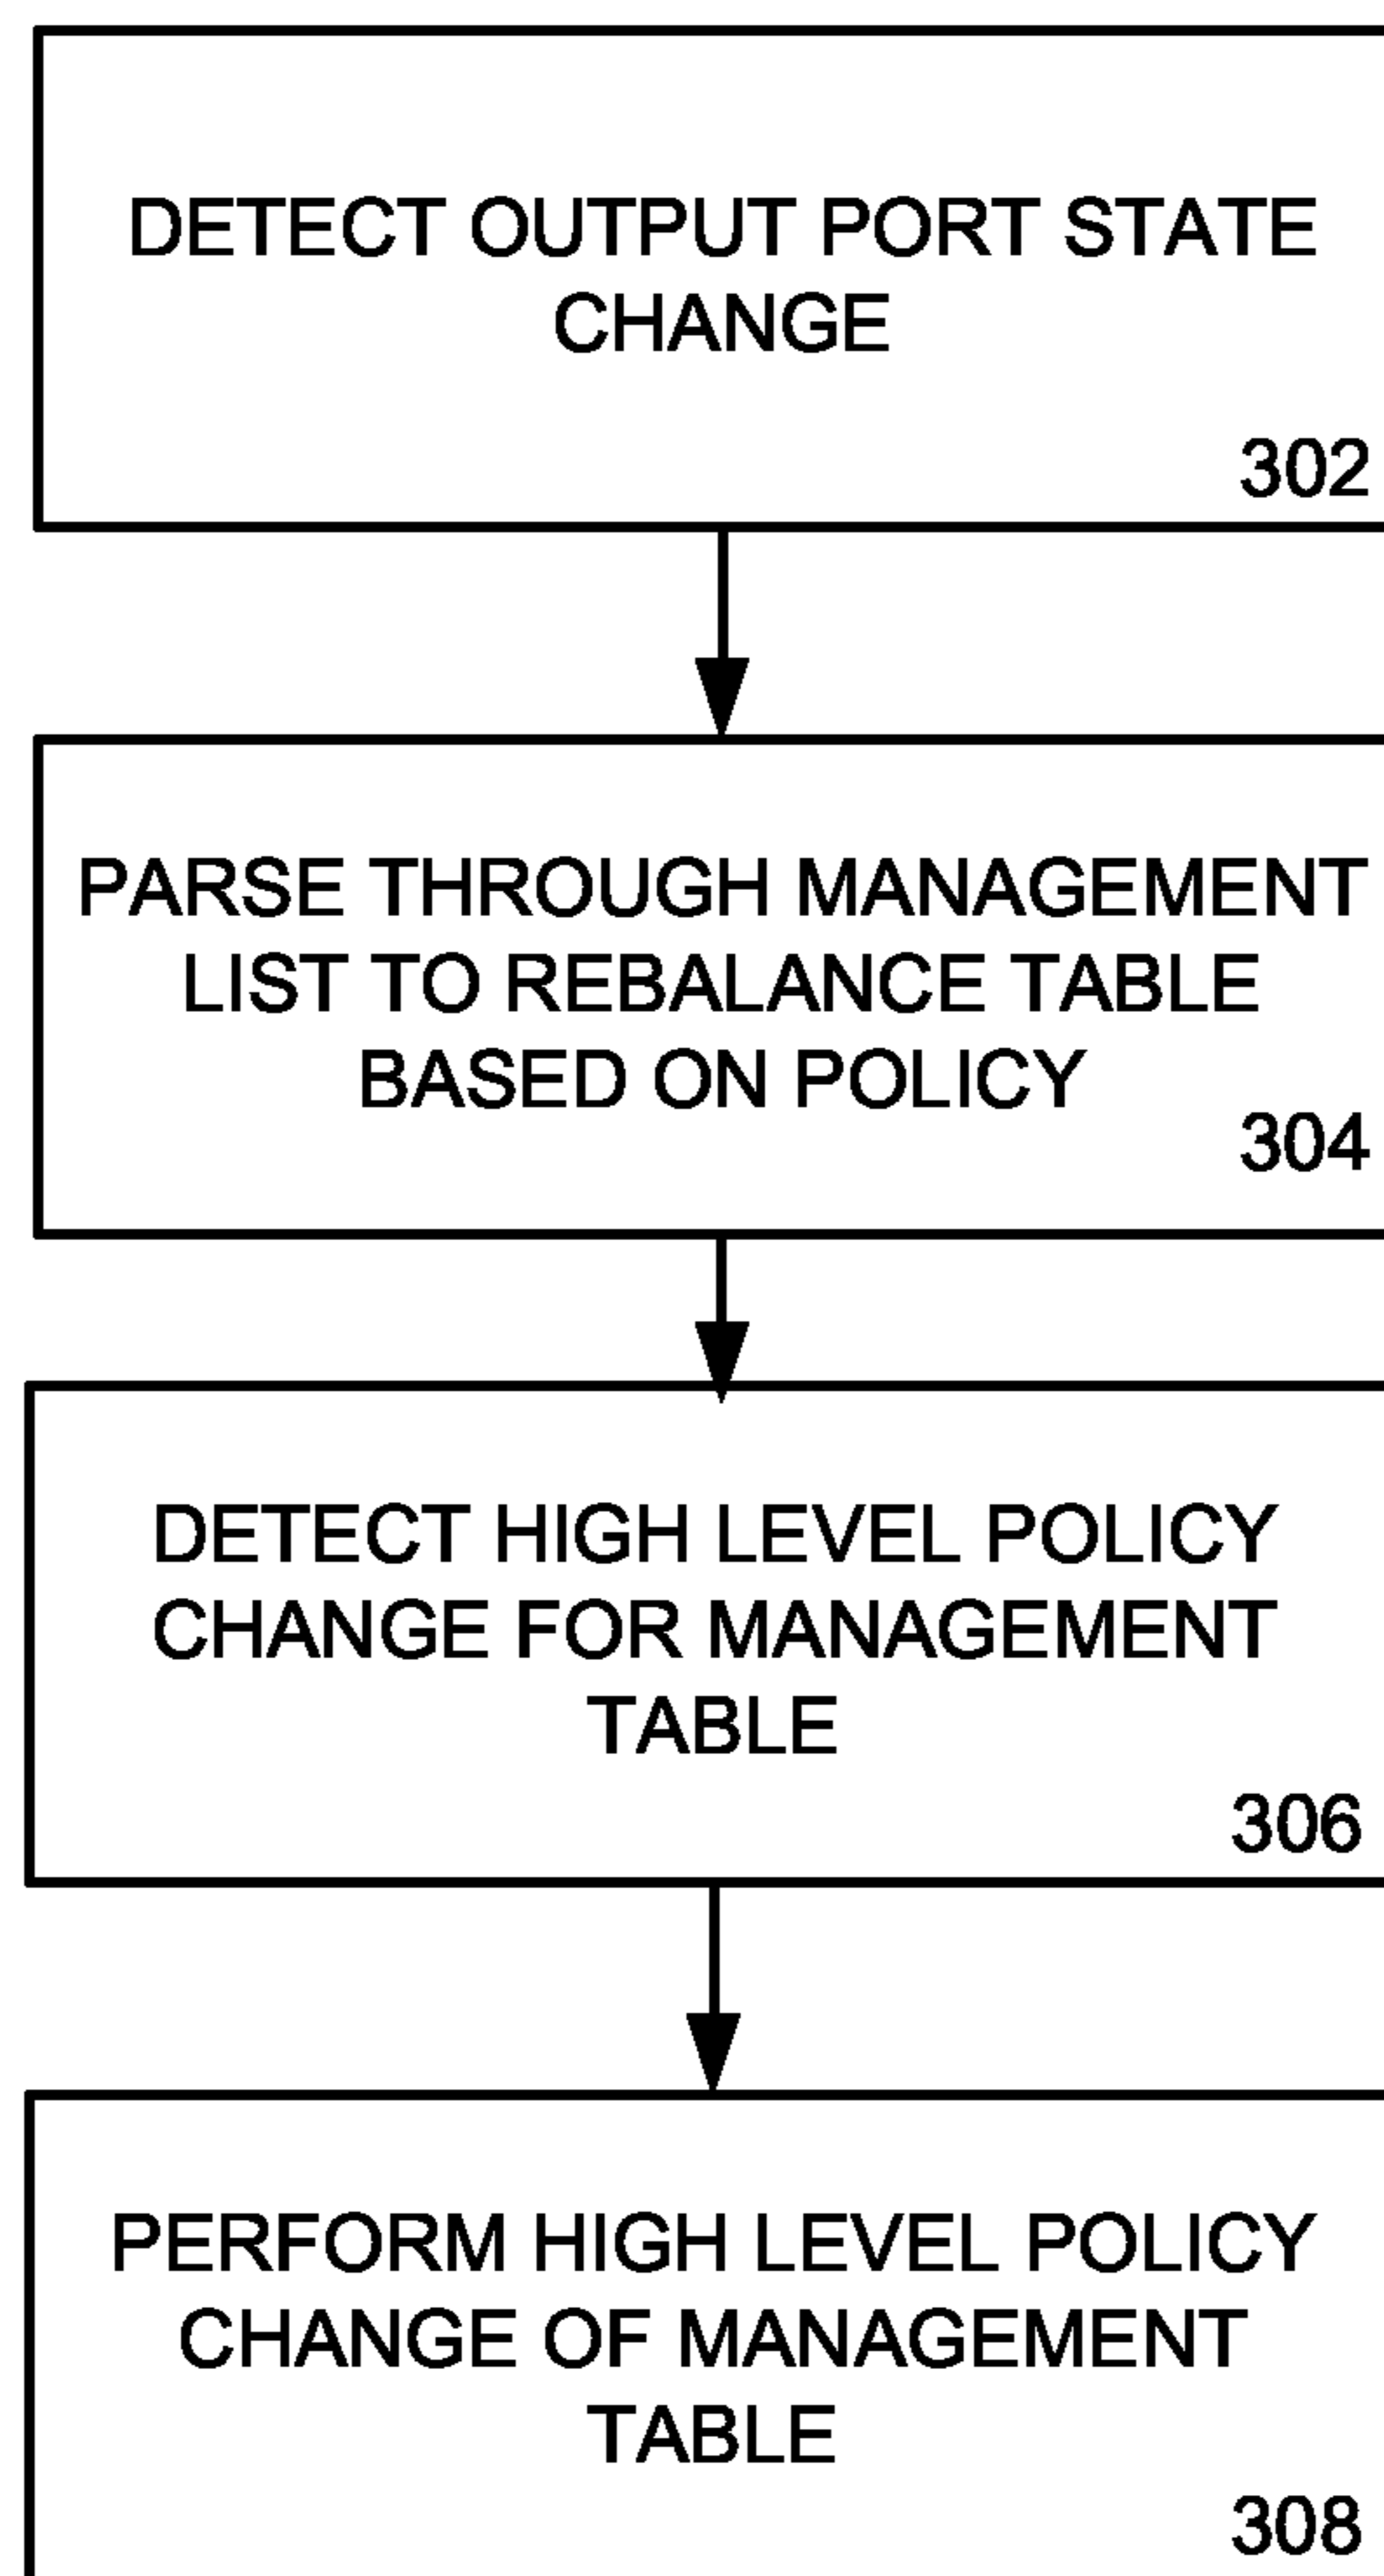 DETECT OUTPUT PORT STATE
CHANGE
302
PARSE THROUGH MANAGEMENT
LIST TO REBALANCE TABLE
BASED ON POLICY
304
DETECT HIGH LEVEL POLICY
CHANGE FOR MANAGEMENT
TABLE
306
PERFORM HIGH LEVEL POLICY
CHANGE OF MANAGEMENT
TABLE
308